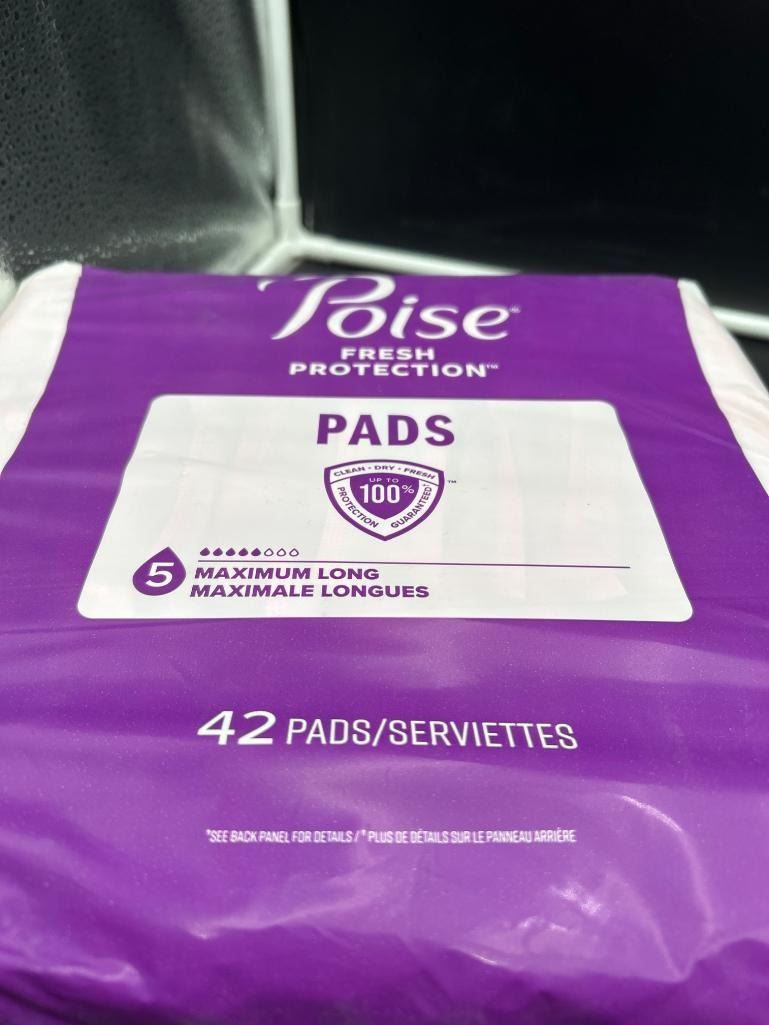 Poise®
FRESH
PROTECTION™
PADS
CLEAN • DRY • FRESH
UP TO
100%
PROTECTION GUARANTEED†
™
5
MAXIMUM LONG
MAXIMALE LONGUES
42 PADS/SERVIETTES
*SEE BACK PANEL FOR DETAILS / * PLUS DE DÉTAILS SUR LE PANNEAU ARRIÈRE